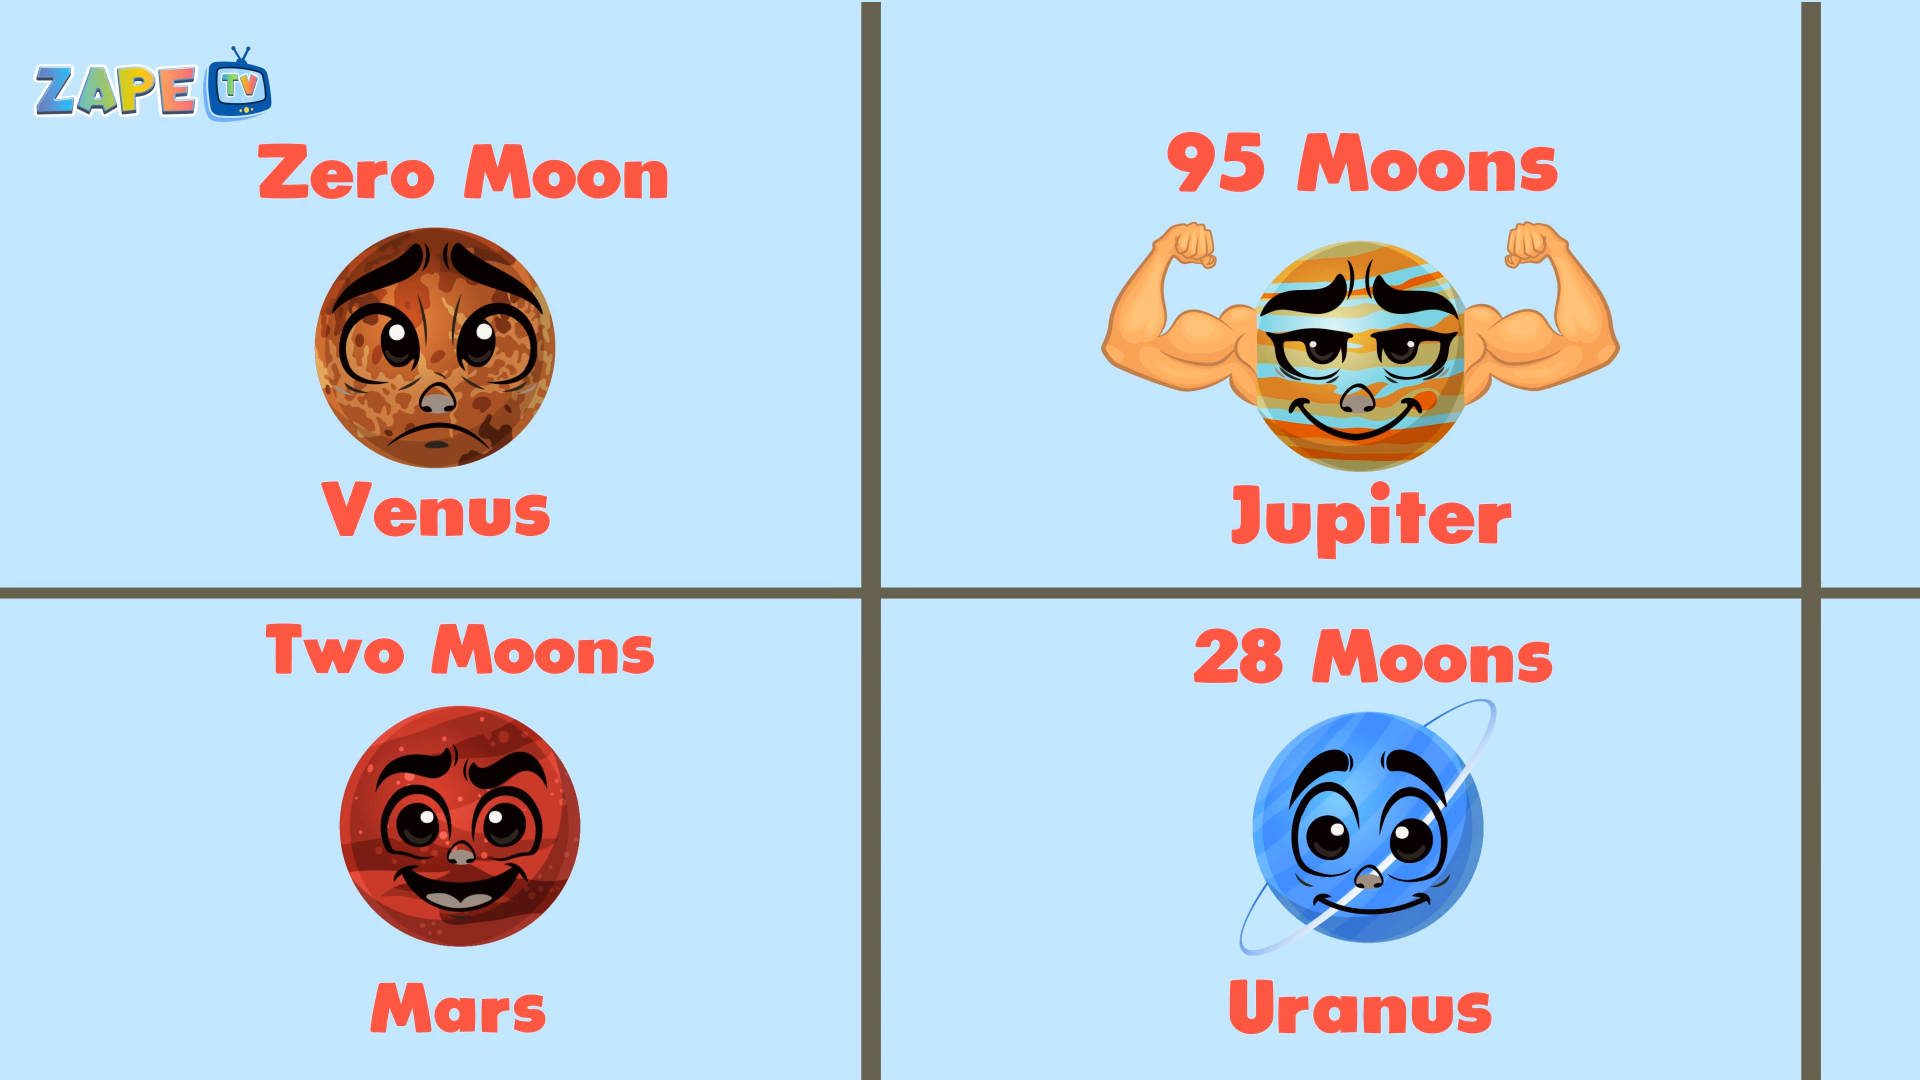 ZAPE TV
Zero Moon
Venus
95 Moons
Jupiter
Two Moons
Mars
28 Moons
Uranus